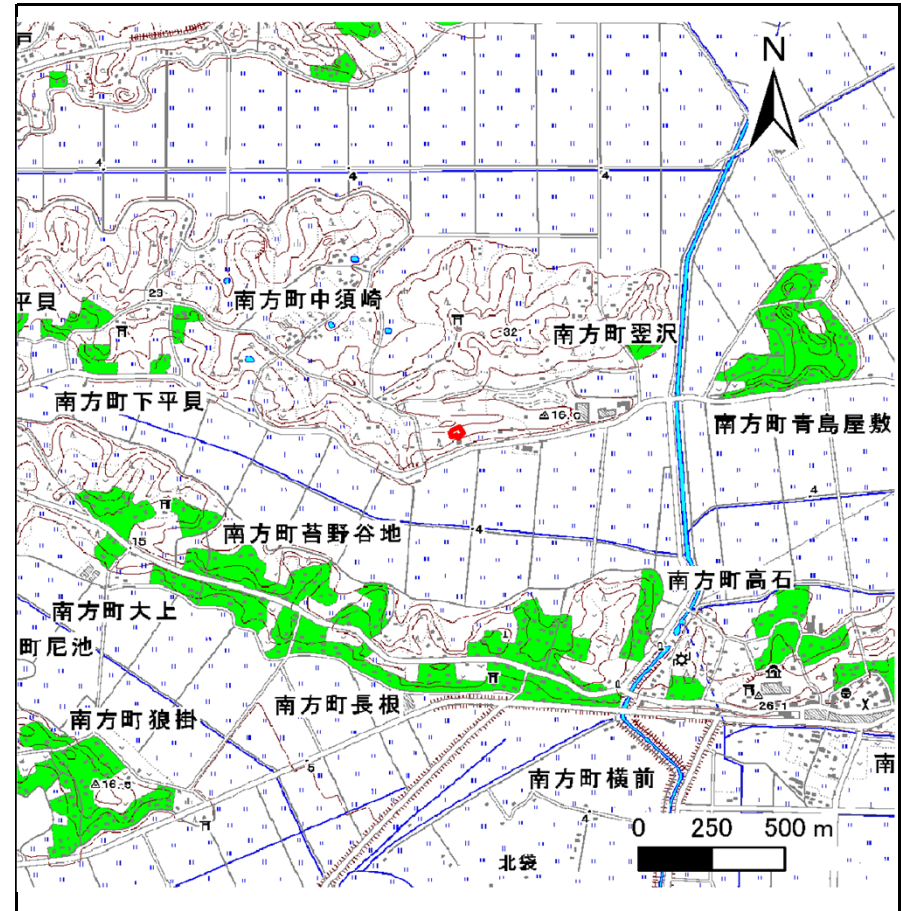 戸
N
4
4
4
平貝
23
南方町中須崎
32
南方町翌沢
南方町下平貝
16.6
南方町青島屋敷
4
4
南方町苔野谷地
15
南方町高石
南方町大上
町尼池
南方町長根
26.1
南方町狼掛
5
16.5
南方町横前
南
4
0 250 500 m
北袋